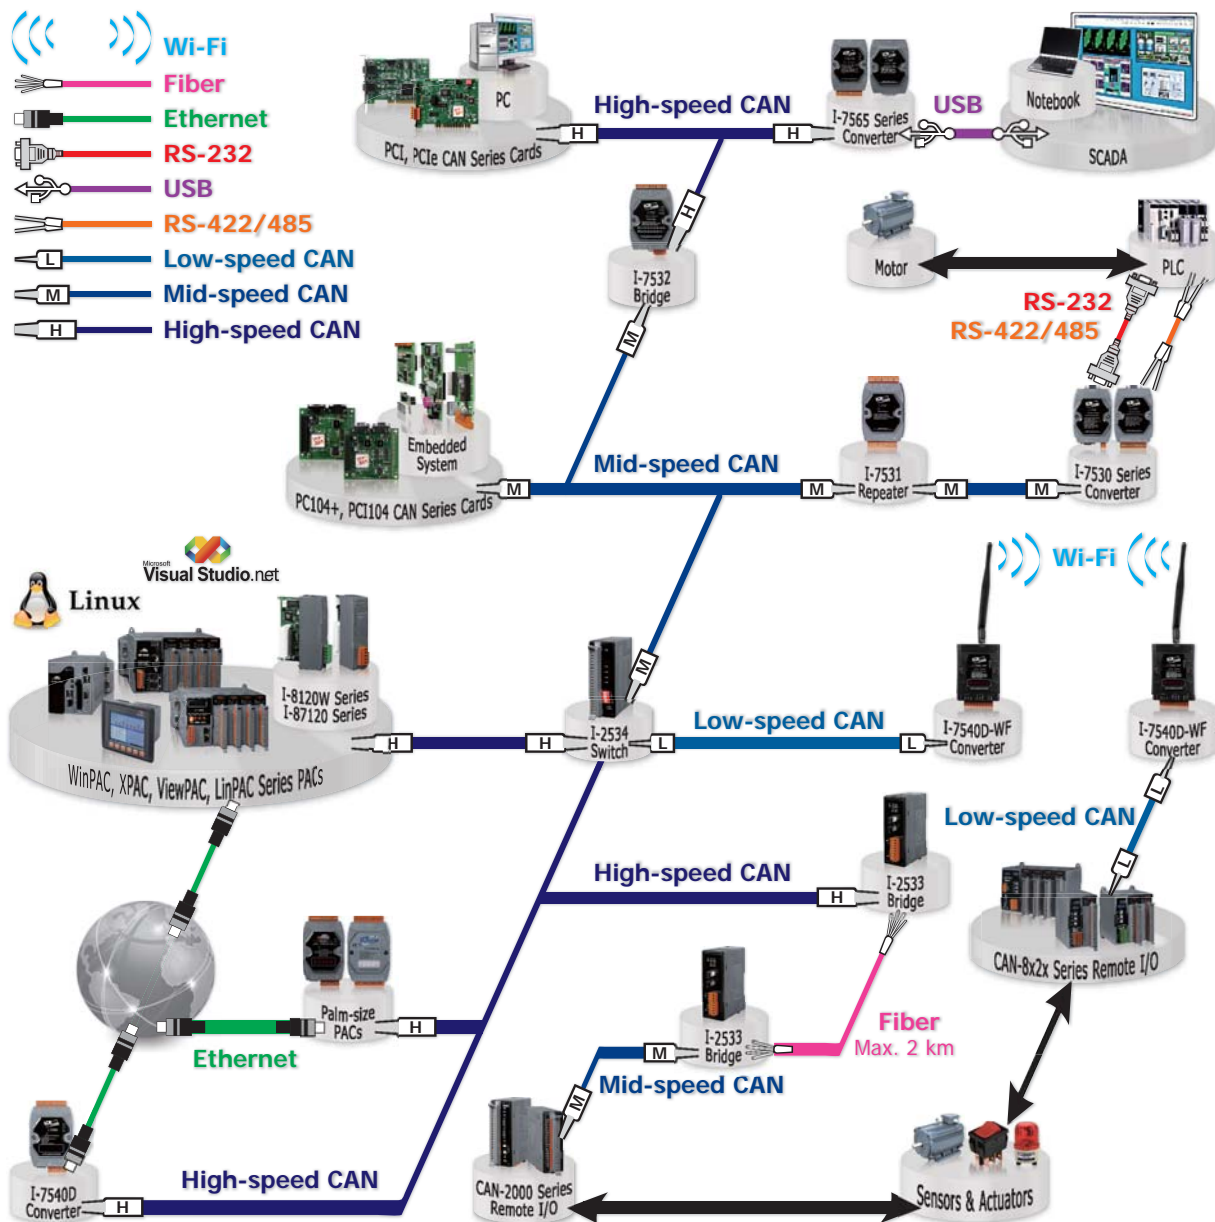 Wi-Fi
Fiber
Ethernet
RS-232
USB
RS-422/485
L
Low-speed CAN
M
Mid-speed CAN
H
High-speed CAN
PC
PCI, PCIe CAN Series Cards
H
High-speed CAN
H
I-7565 Series
Converter
USB
Notebook
SCADA
H
I-7532
Bridge
M
Motor
PLC
RS-232
RS-422/485
Embedded
System
PC104+, PCI104 CAN Series Cards
M
Mid-speed CAN
M
I-7531
Repeater
M
M
I-7530 Series
Converter
Microsoft
Visual Studio.net
Linux
I-8120W Series
I-87120 Series
WinPAC, XPAC, ViewPAC, LinPAC Series PACs
H
H
M
I-2534
Switch
L
Low-speed CAN
L
Wi-Fi
I-7540D-WF
Converter
I-7540D-WF
Converter
L
Low-speed CAN
L
CAN-8x2x Series Remote I/O
High-speed CAN
H
I-2533
Bridge
Fiber
Max. 2 km
I-2533
Bridge
M
Mid-speed CAN
M
CAN-2000 Series
Remote I/O
Sensors & Actuators
Palm-size
PACs
H
Ethernet
I-7540D
Converter
H
High-speed CAN